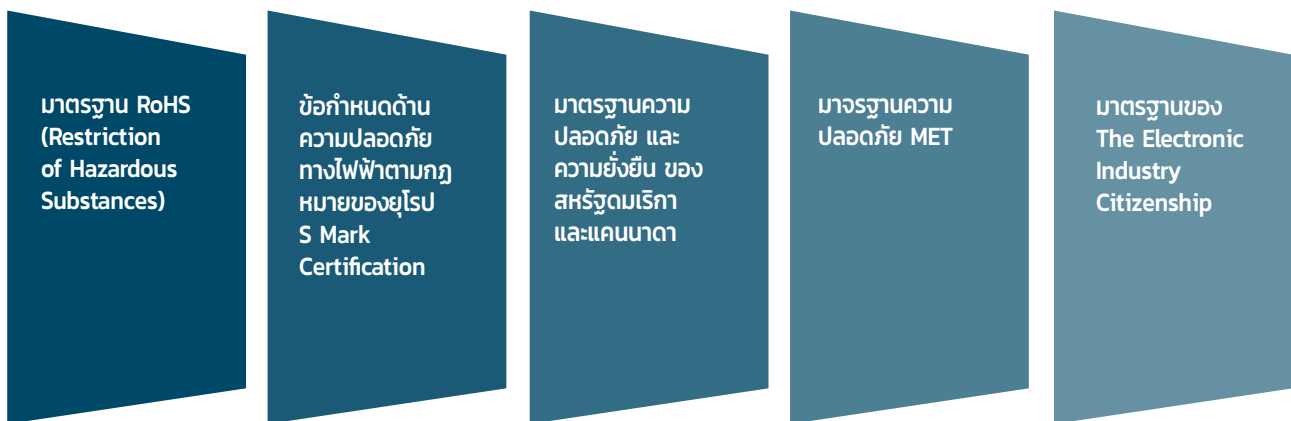 มาตรฐาน RoHS
(Restriction
of Hazardous
Substances)
ข้อกำหนดด้าน
ความปลอดภัย
ทางไฟฟ้าตามกฎ
หมายของยุโรป
S Mark
Certification
มาตรฐานความ
ปลอดภัย และ
ความยั่งยืน ของ
สหรัฐดมเริกา
และแคนนาดา
มาจรฐานความ
ปลอดภัย MET
มาตรฐานของ
The Electronic
Industry
Citizenship